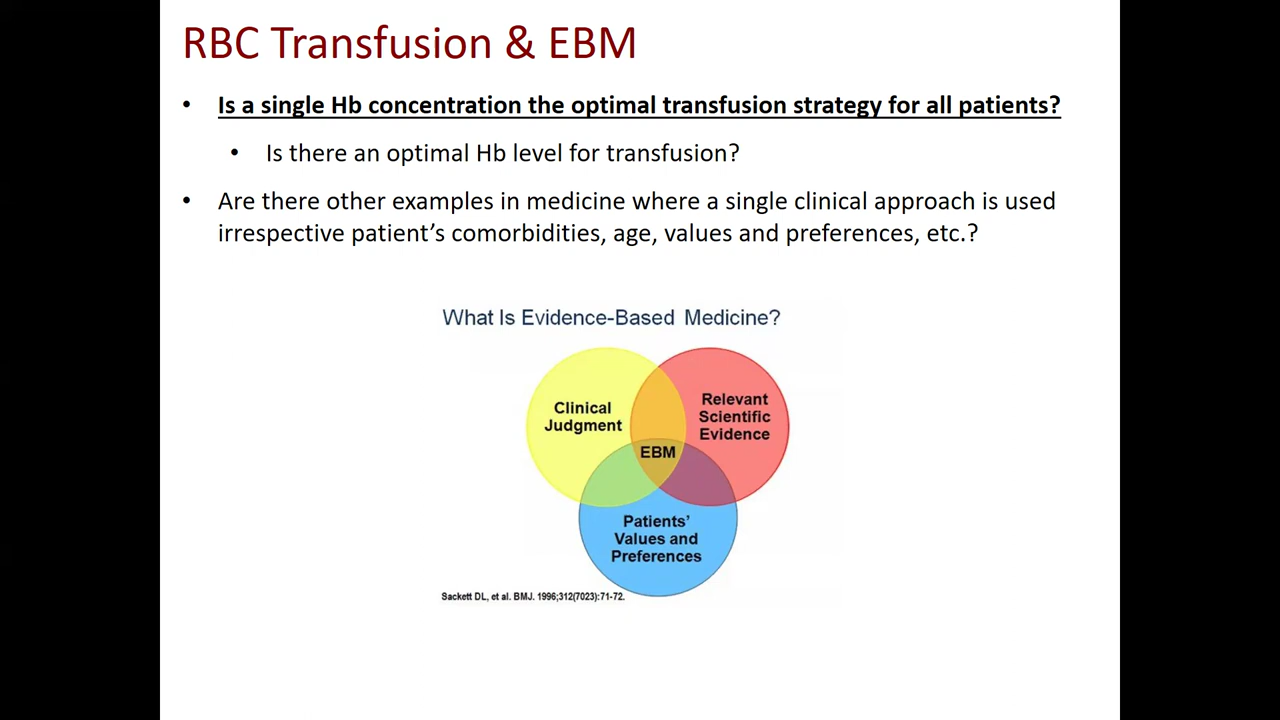 RBC Transfusion & EBM
• Is a single Hb concentration the optimal transfusion strategy for all patients?
• Is there an optimal Hb level for transfusion?
• Are there other examples in medicine where a single clinical approach is used
irrespective patient's comorbidities, age, values and preferences, etc.?
What Is Evidence-Based Medicine?
Clinical
Judgment
Relevant
Scientific
Evidence
EBM
Patients'
Values and
Preferences
Sackett DL, et al. BMJ. 1996;312(7023):71-72.